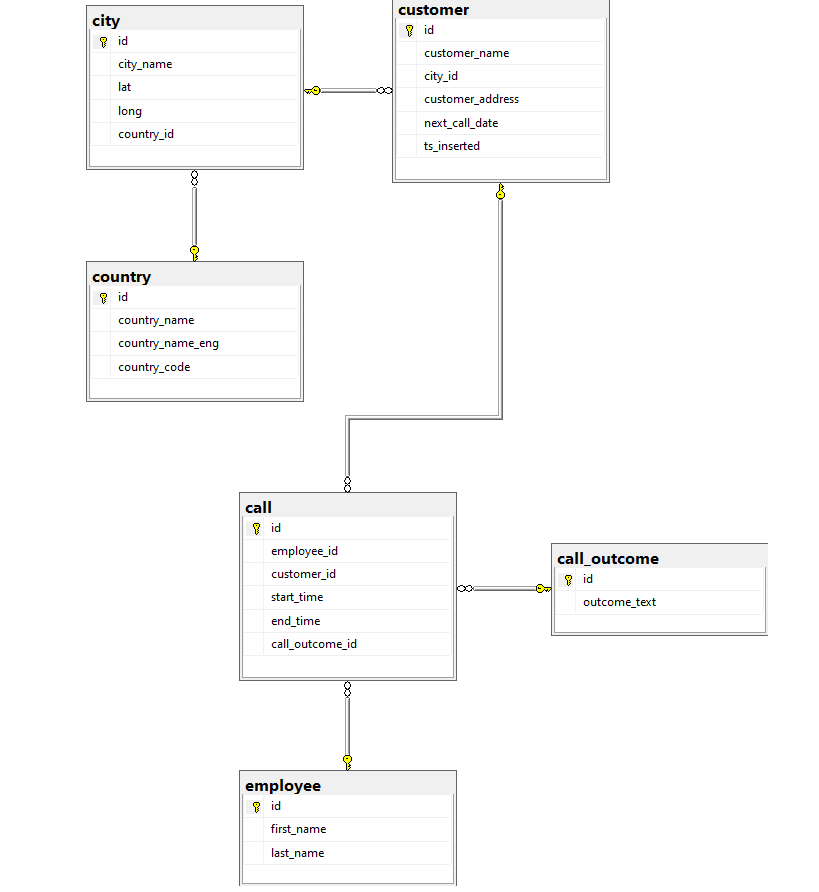 city
id
city_name
lat
long
country_id
customer
id
customer_name
city_id
customer_address
next_call_date
ts_inserted
country
id
country_name
country_name_eng
country_code
call
id
employee_id
customer_id
start_time
end_time
call_outcome_id
call_outcome
id
outcome_text
employee
id
first_name
last_name